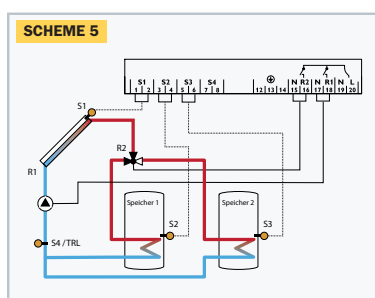 SCHEME 5
S1 S2 S3 S4 N R2 N R1 N L
1 2 3 4 5 6 7 8 12 13 14 15 16 17 18 19 20
S1
R2
R1
Speicher 1 Speicher 2
S2 S3
S4 /TRL